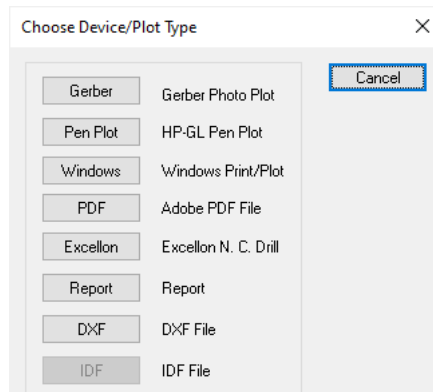 Choose Device/Plot Type
Cancel
Gerber Gerber Photo Plot
Pen Plot HP-GL Pen Plot
Windows Windows Print/Plot
PDF Adobe PDF File
Excellon Excellon N. C. Drill
Report Report
DXF DXF File
IDF IDF File